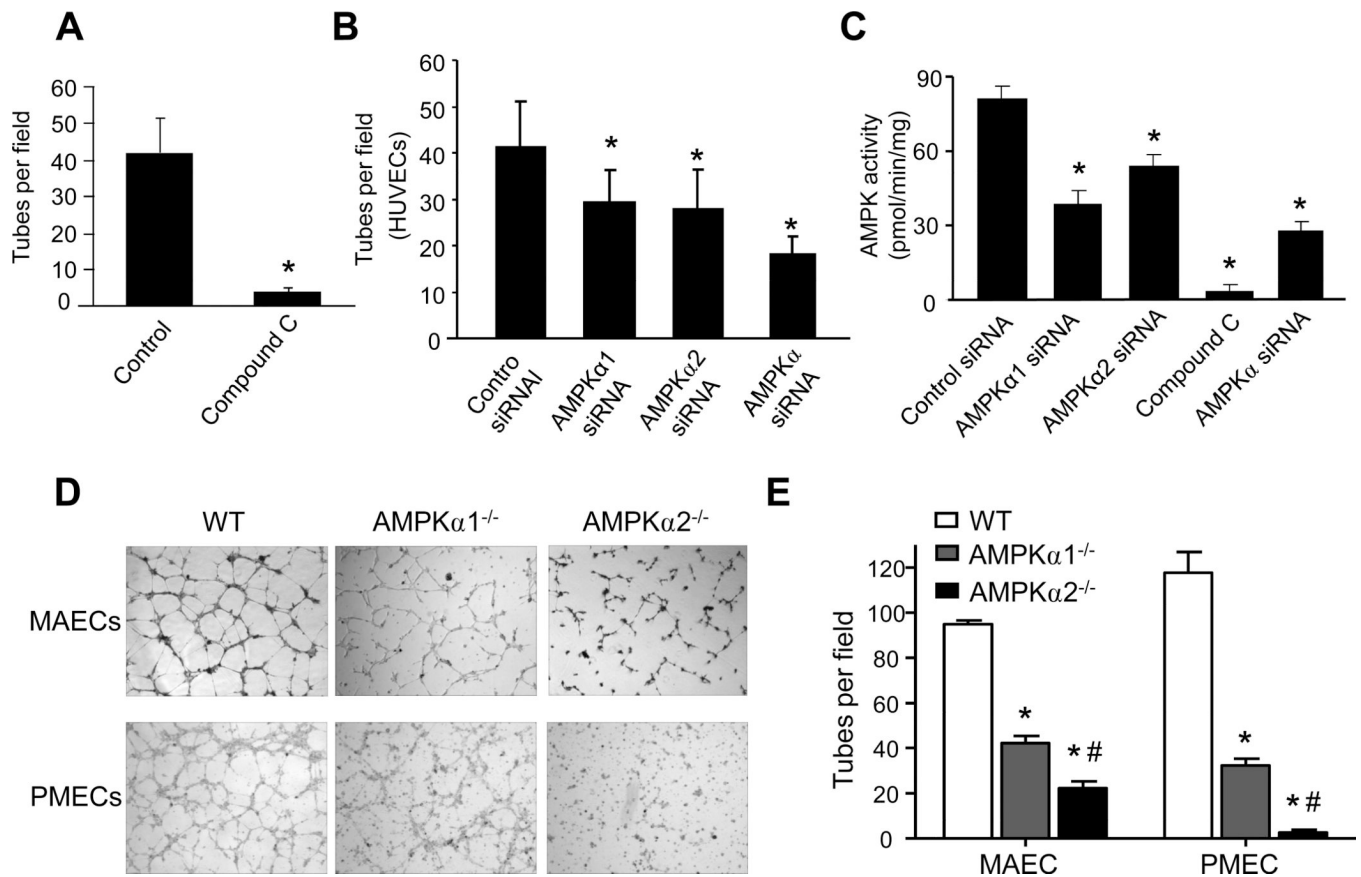 A
60
50
40
30
20
10
0
Tubes per field
*
Control
Compound C
B
60
50
40
30
20
10
0
Tubes per field
(HUVECs)
*
*
*
Contro
siRNAl
AMPKα1
siRNA
AMPKα2
siRNA
AMPKα
siRNA
C
90
60
30
0
AMPK activity
(pmol/min/mg)
*
*
*
*
Control siRNA
AMPKα1 siRNA
AMPKα2 siRNA
Compound C
AMPKα siRNA
D
WT
AMPKα1-/-
AMPKα2-/-
MAECs
PMECs
E
WT
AMPKα1-/-
AMPKα2-/-
120
100
80
60
40
20
0
Tubes per field
*
* #
*
* #
MAEC
PMEC